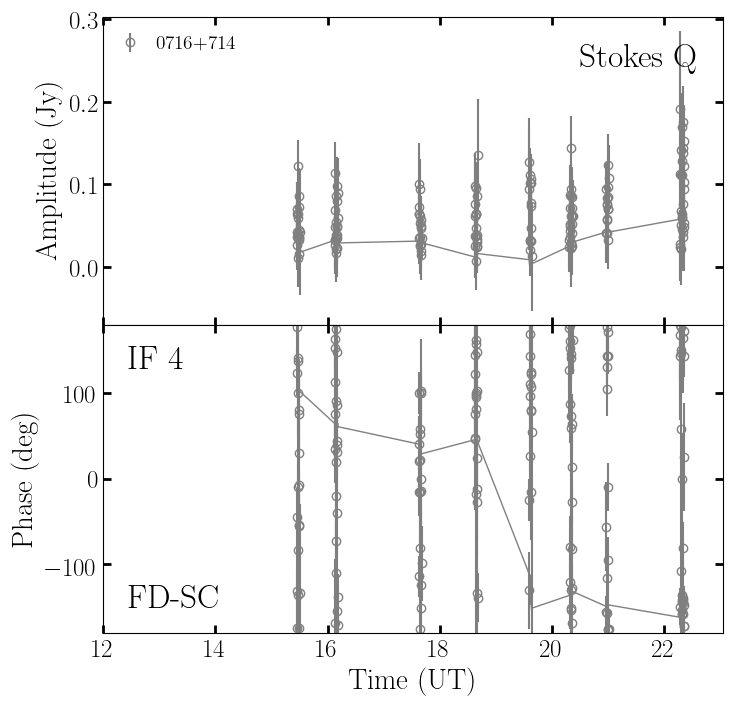 0.3
0716+714
Stokes Q
0.2
0.1
0.0
Amplitude (Jy)
IF 4
100
0
−100
Phase (deg)
FD-SC
12 14 16 18 20 22
Time (UT)